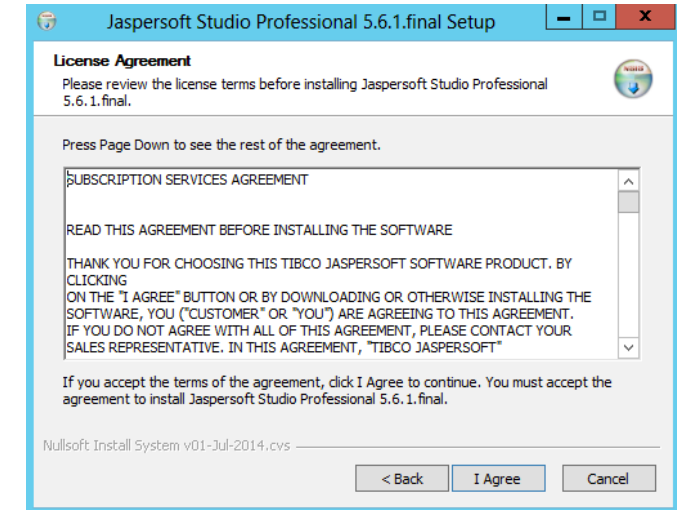 Jaspersoft Studio Professional 5.6.1.final Setup
License Agreement
Please review the license terms before installing Jaspersoft Studio Professional
5.6.1.final.
Press Page Down to see the rest of the agreement.
SUBSCRIPTION SERVICES AGREEMENT
READ THIS AGREEMENT BEFORE INSTALLING THE SOFTWARE
THANK YOU FOR CHOOSING THIS TIBCO JASPERSOFT SOFTWARE PRODUCT. BY
CLICKING
ON THE "I AGREE" BUTTON OR BY DOWNLOADING OR OTHERWISE INSTALLING THE
SOFTWARE, YOU ("CUSTOMER" OR "YOU") ARE AGREEING TO THIS AGREEMENT.
IF YOU DO NOT AGREE WITH ALL OF THIS AGREEMENT, PLEASE CONTACT YOUR
SALES REPRESENTATIVE. IN THIS AGREEMENT, "TIBCO JASPERSOFT"
If you accept the terms of the agreement, click I Agree to continue. You must accept the
agreement to install Jaspersoft Studio Professional 5.6.1.final.
Nullsoft Install System v01-Jul-2014.cvs
< Back
I Agree
Cancel